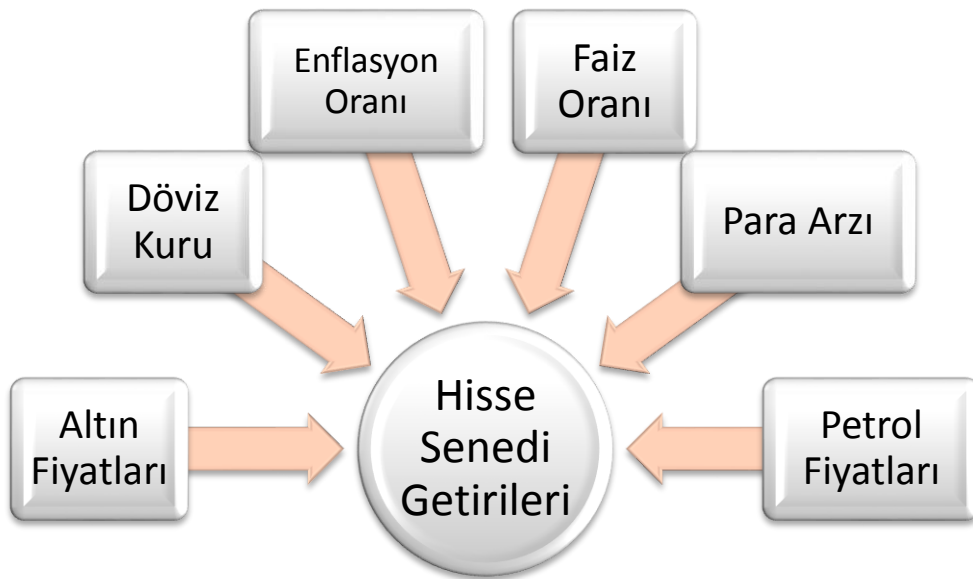 Enflasyon
Oranı
Faiz
Oranı
Döviz
Kuru
Para Arzı
Altın
Fiyatları
Hisse
Senedi
Getirileri
Petrol
Fiyatları